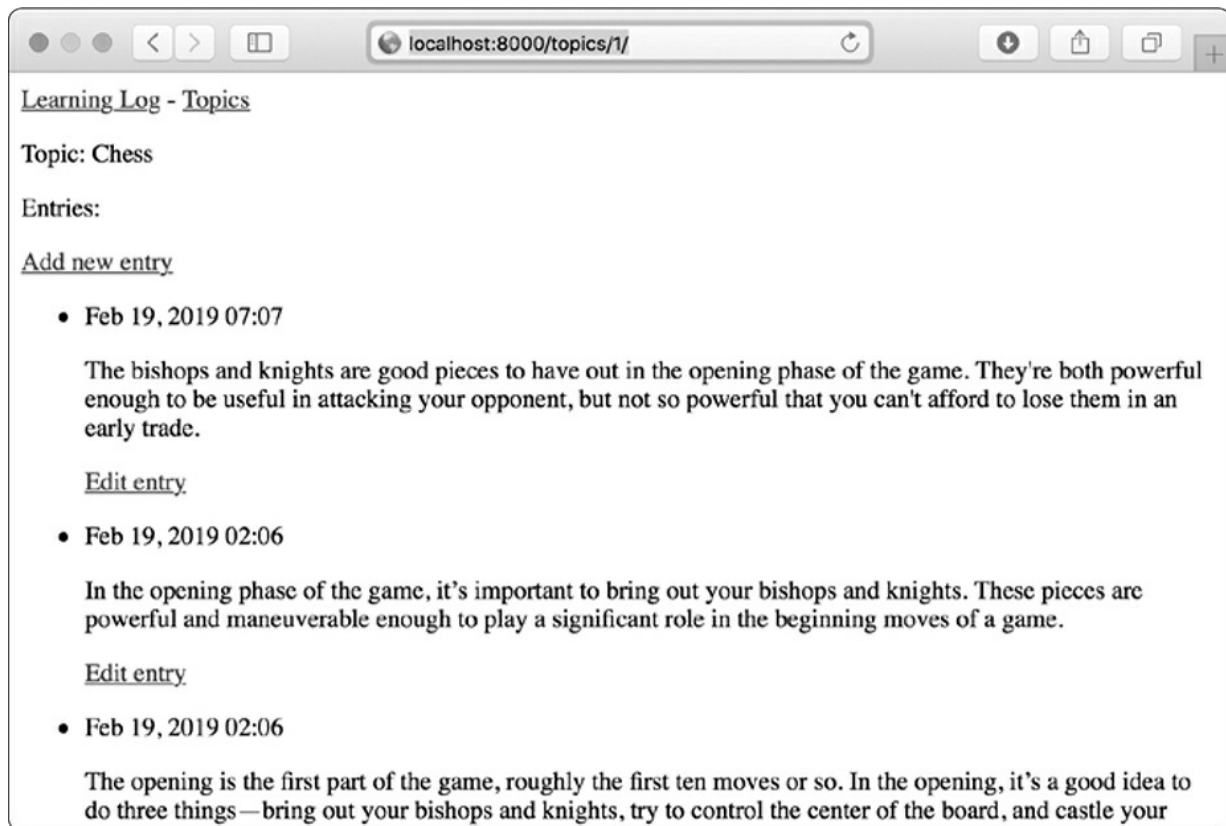 localhost:8000/topics/1/
Learning Log - Topics
Topic: Chess
Entries:
Add new entry
• Feb 19, 2019 07:07
The bishops and knights are good pieces to have out in the opening phase of the game. They're both powerful
enough to be useful in attacking your opponent, but not so powerful that you can't afford to lose them in an
early trade.
Edit entry
• Feb 19, 2019 02:06
In the opening phase of the game, it’s important to bring out your bishops and knights. These pieces are
powerful and maneuverable enough to play a significant role in the beginning moves of a game.
Edit entry
• Feb 19, 2019 02:06
The opening is the first part of the game, roughly the first ten moves or so. In the opening, it’s a good idea to
do three things—bring out your bishops and knights, try to control the center of the board, and castle your